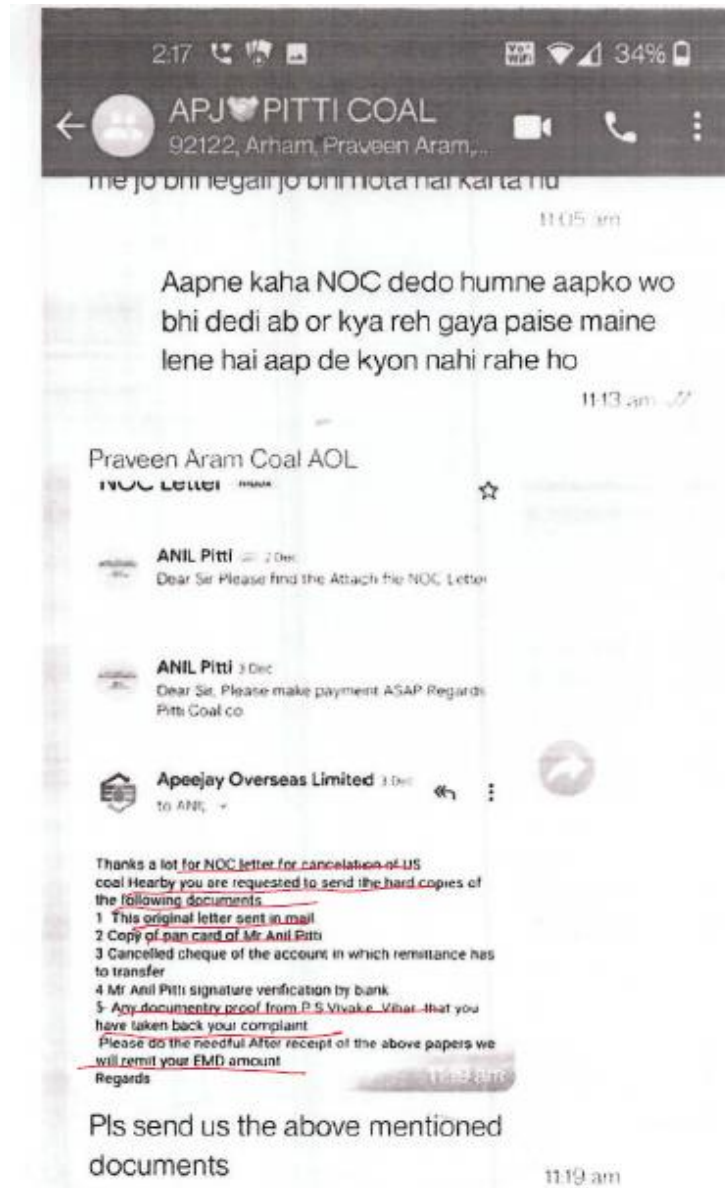 2:17 34%
APJ🤝PITTI COAL
92122, Arham, Praveen Aram,...
me jo bhi legali jo bhi hota hai karta hu
11:05 am
Aapne kaha NOC dedo humne aapko wo
bhi dedi ab or kya reh gaya paise maine
lene hai aap de kyon nahi rahe ho
11:13 am
Praveen Aram Coal AOL
NOC Letter
ANIL Pitti 2 Dec
Dear Sir Please find the Attach file NOC Letter
ANIL Pitti 3 Dec
Dear Sir, Please make payment ASAP Regards
Pitti Coal co
Apeejay Overseas Limited 3 Dec
to ANIL
Thanks a lot for NOC letter for cancelation of US
coal Hearby you are requested to send the hard copies of
the following documents
1 This original letter sent in mail
2 Copy of pan card of Mr Anil Pitti
3 Cancelled cheque of the account in which remittance has
to transfer
4 Mr Anil Pitti signature verification by bank
5- Any documentry proof from P S Vivake Vihar that you
have taken back your complaint
Please do the needful After receipt of the above papers we
will remit your EMD amount
Regards
Pls send us the above mentioned
documents
11:19 am